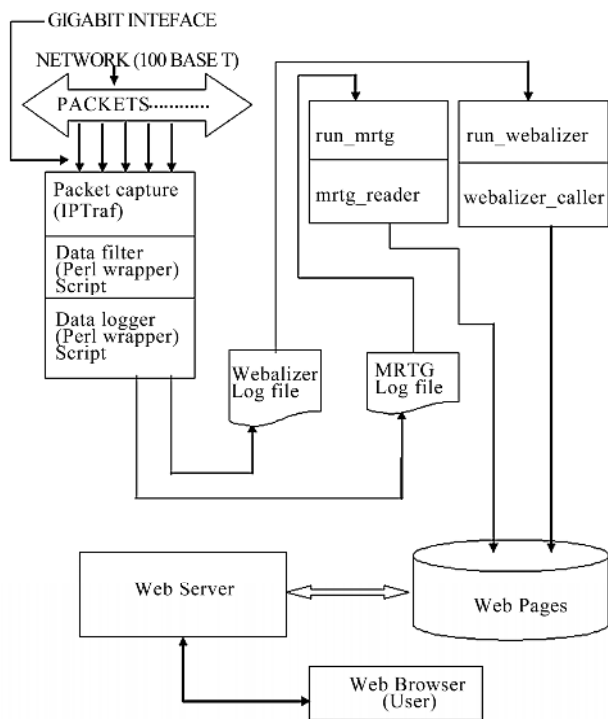 GIGABIT INTEFACE
NETWORK (100 BASE T)
PACKETS............
Packet capture
(IPTraf)
Data filter
(Perl wrapper)
Script
Data logger
(Perl wrapper)
Script
run_mrtg
mrtg_reader
run_webalizer
webalizer_caller
Webalizer
Log file
MRTG
Log file
Web Server
Web Pages
Web Browser
(User)